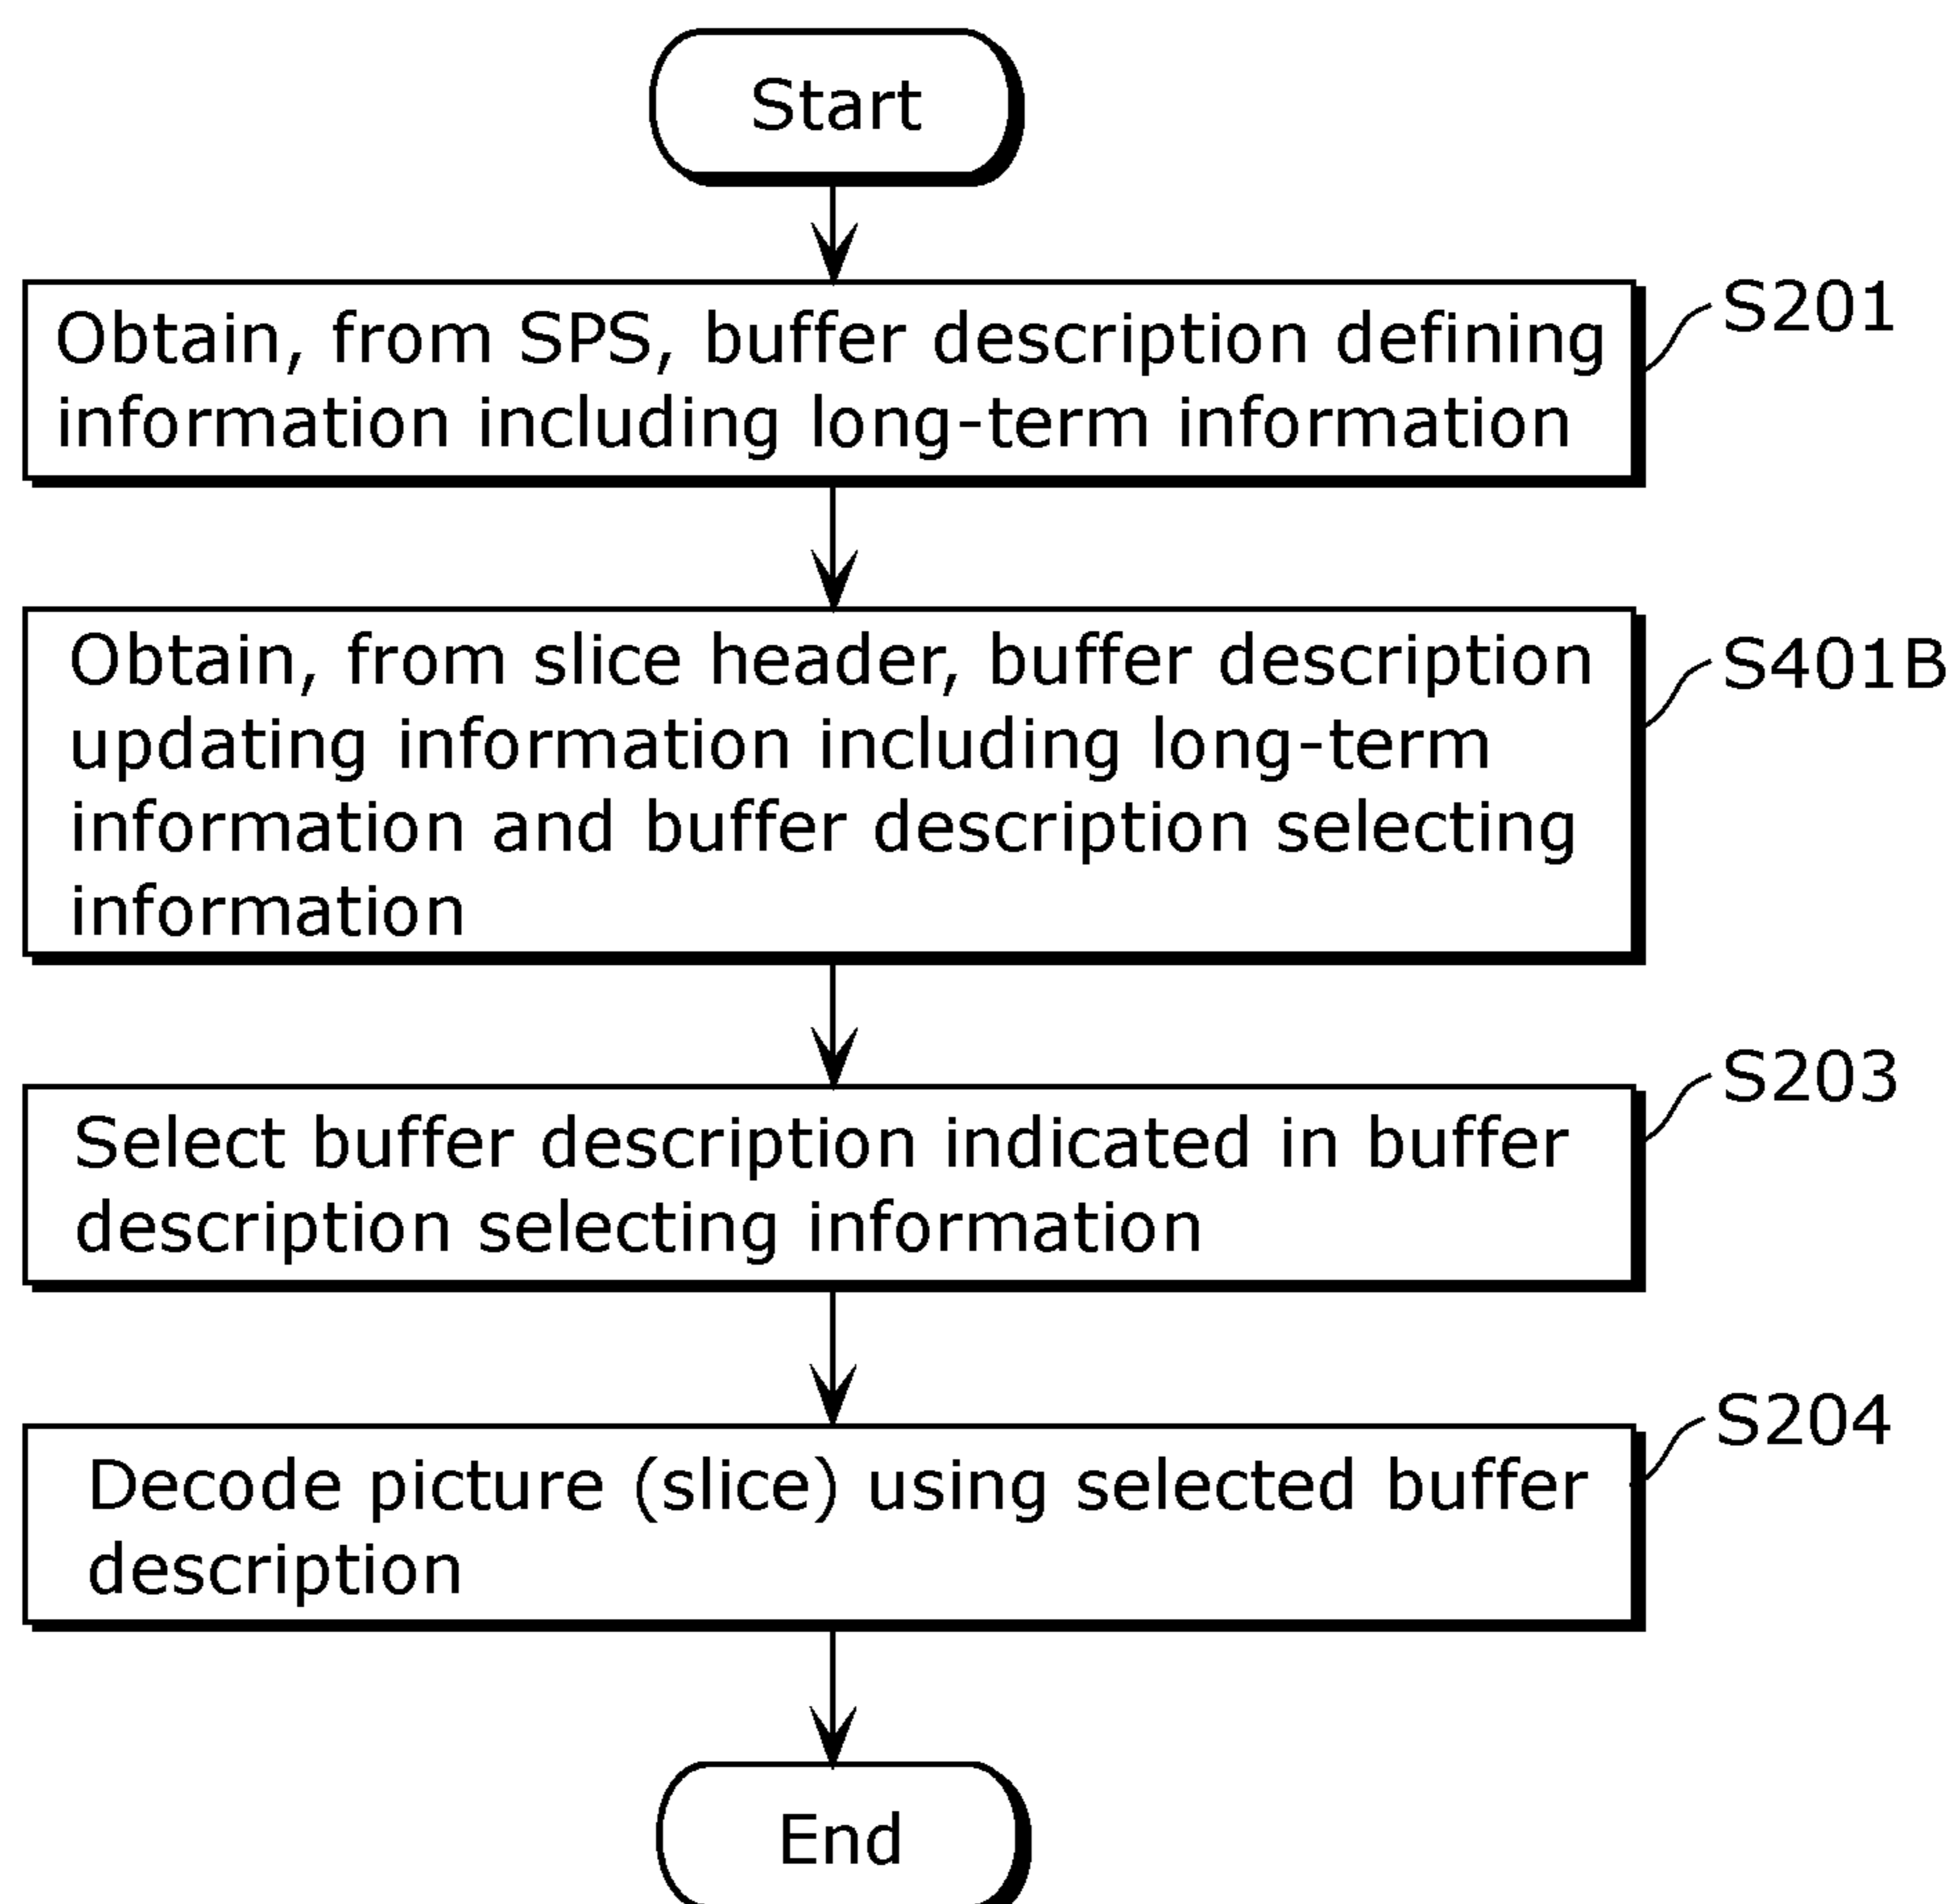 Start
Obtain, from SPS, buffer description defining
information including long-term information
S201
Obtain, from slice header, buffer description
updating information including long-term
information and buffer description selecting
information
S401B
Select buffer description indicated in buffer
description selecting information
S203
Decode picture (slice) using selected buffer
description
S204
End